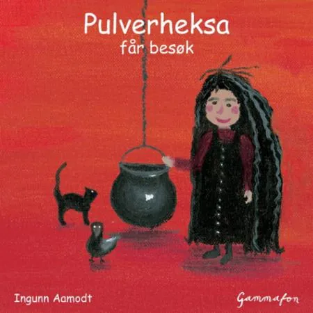 Pulverheksa
får besøk
Ingunn Aamodt
Gammafon